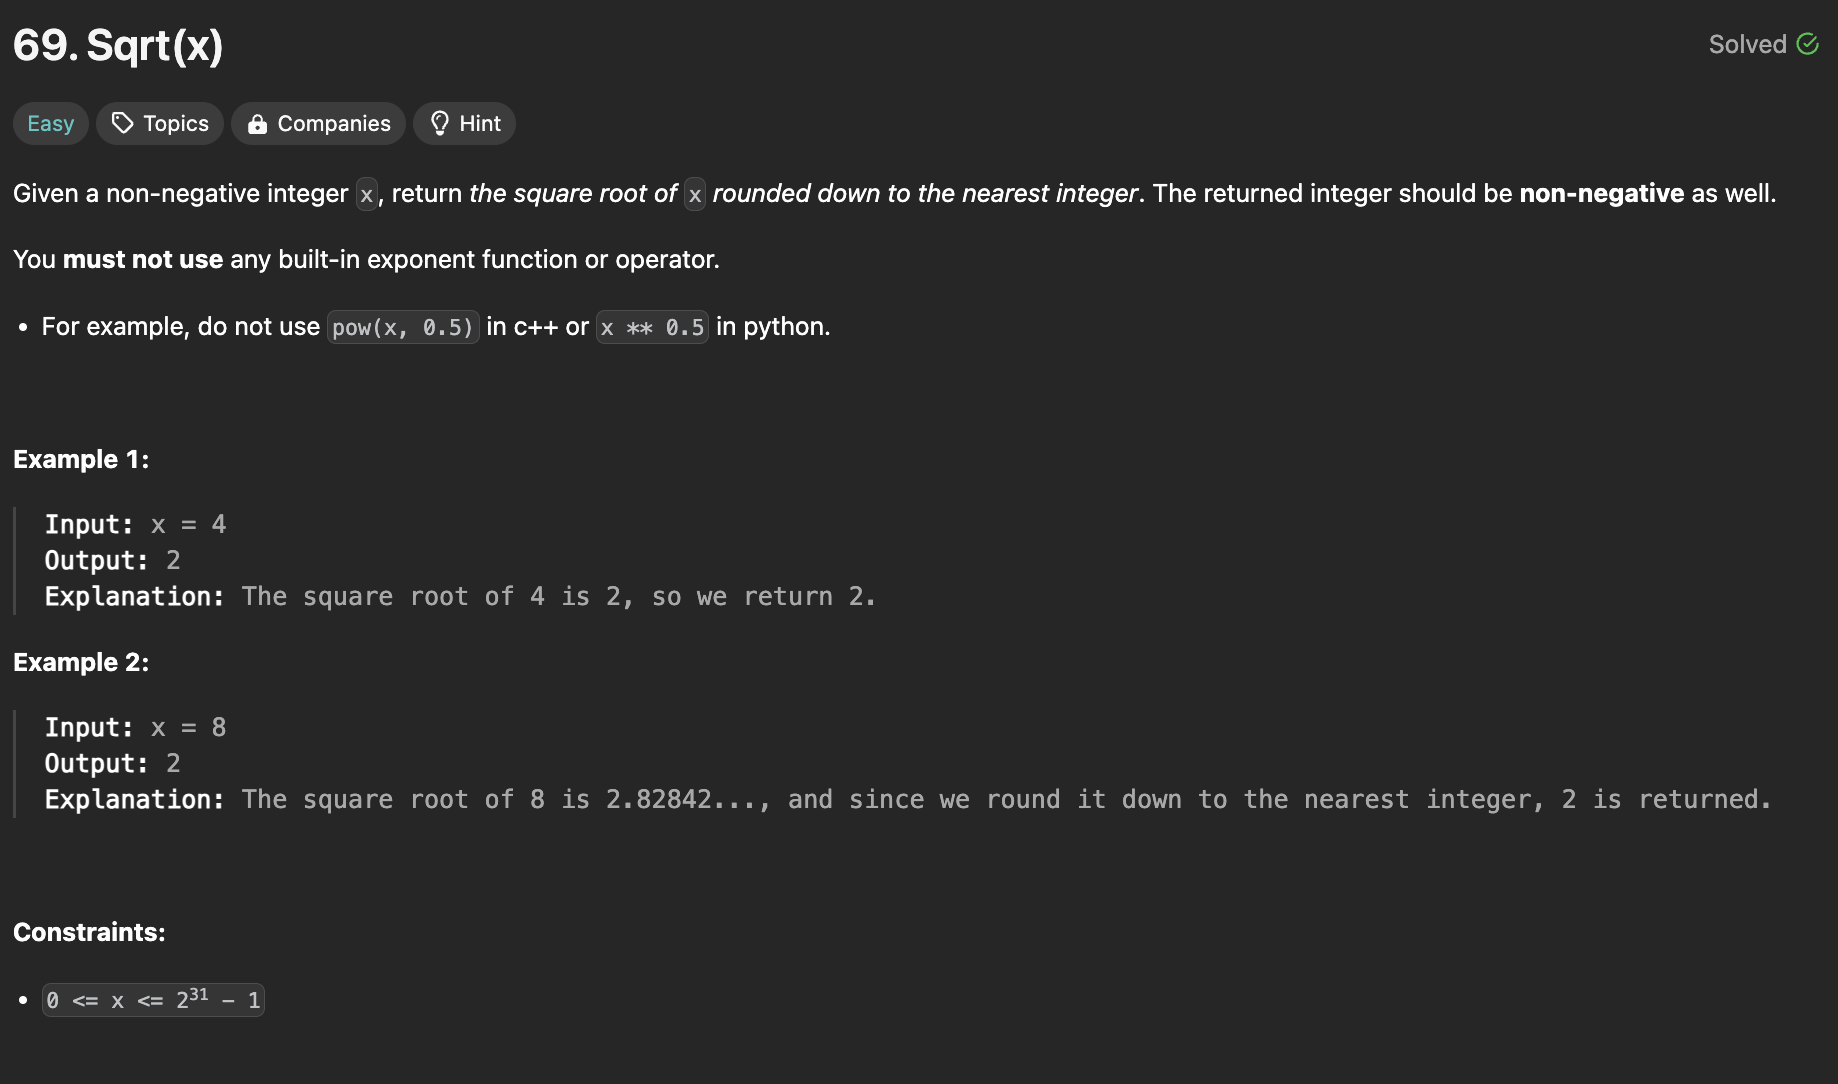 69. Sqrt(x)
Solved
Easy Topics Companies Hint
Given a non-negative integer x, return the square root of x rounded down to the nearest integer. The returned integer should be non-negative as well.
You must not use any built-in exponent function or operator.
• For example, do not use pow(x, 0.5) in c++ or x ** 0.5 in python.
Example 1:
Input: x = 4
Output: 2
Explanation: The square root of 4 is 2, so we return 2.
Example 2:
Input: x = 8
Output: 2
Explanation: The square root of 8 is 2.82842..., and since we round it down to the nearest integer, 2 is returned.
Constraints:
• 0 <= x <= 2³¹ - 1